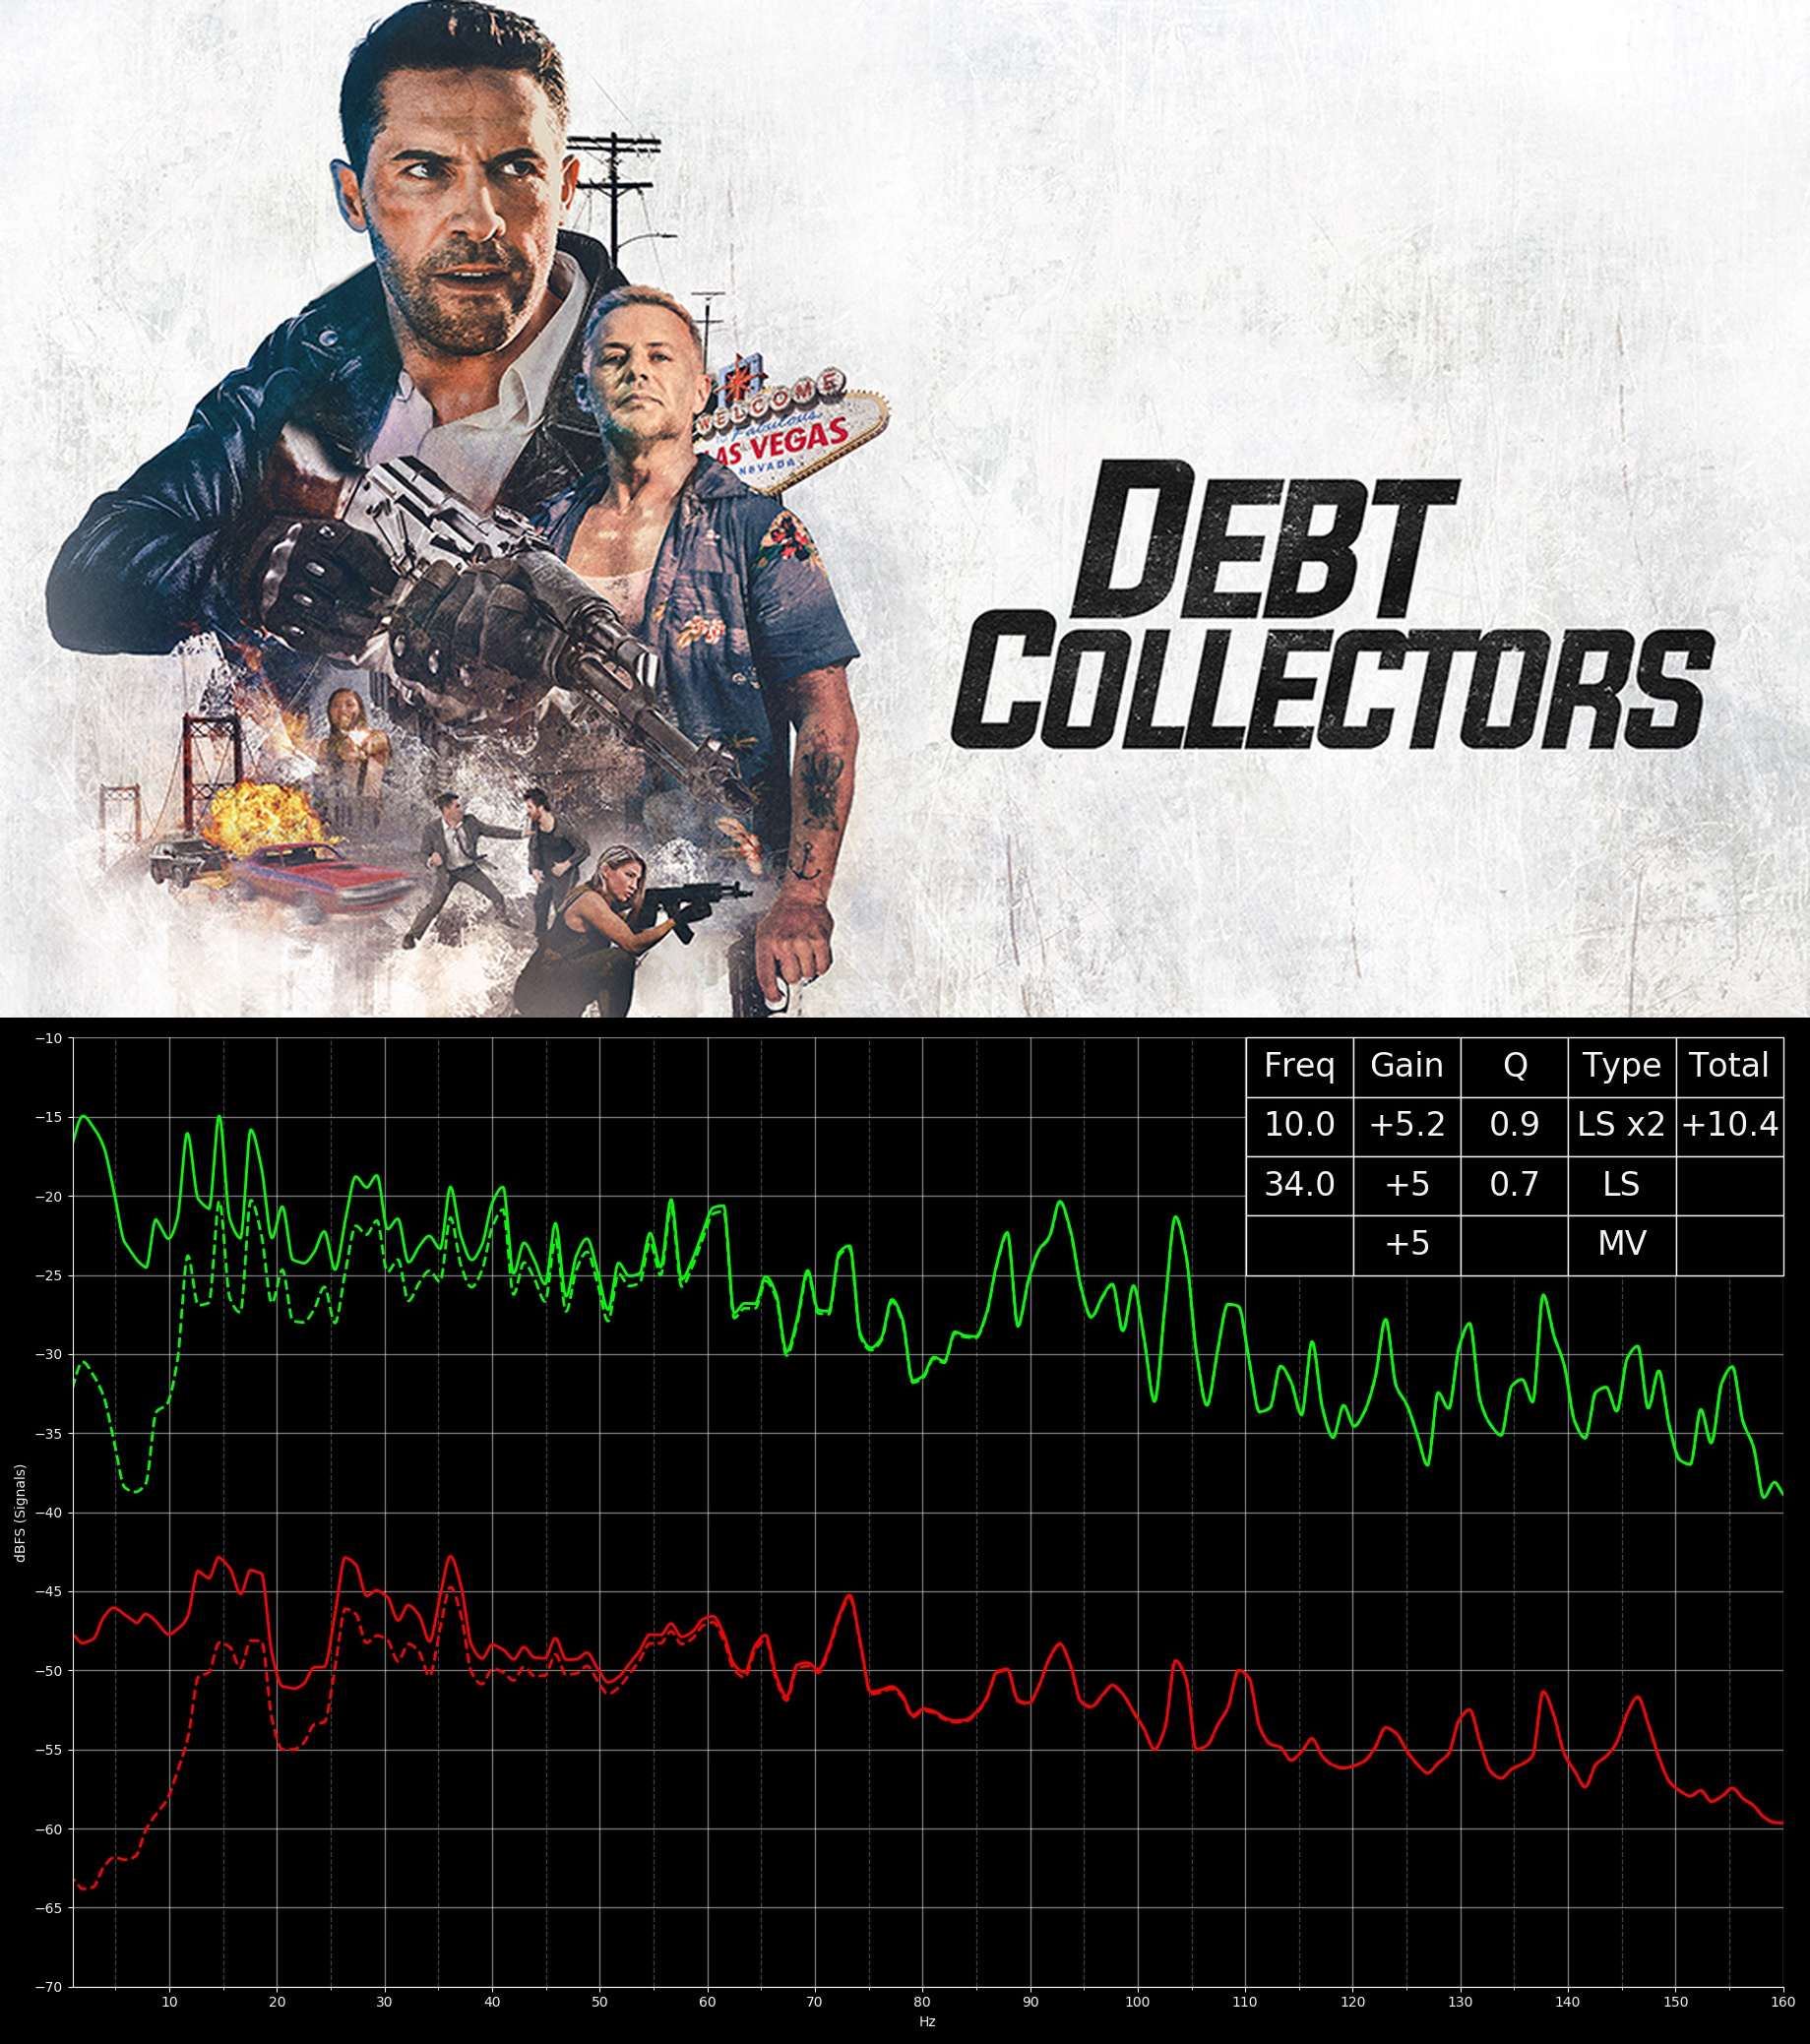 WELCOME
to Fabulous
LAS VEGAS
NEVADA
DEBT
COLLECTORS
Freq Gain Q Type Total
10.0 +5.2 0.9 LS x2 +10.4
34.0 +5 0.7 LS
+5 MV
−10
−15
−20
−25
−30
−35
−40
−45
−50
−55
−60
−65
−70
dBFS (Signals)
10 20 30 40 50 60 70 80 90 100 110 120 130 140 150 160
Hz